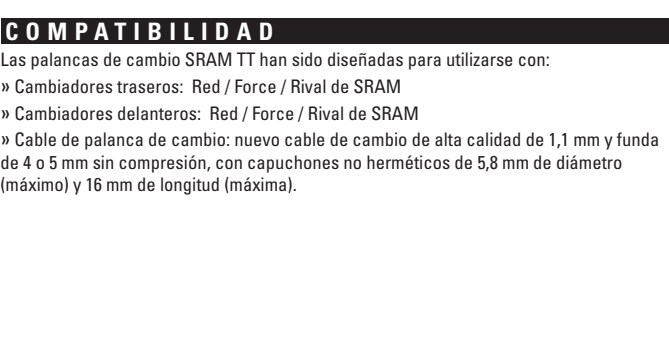 COMPATIBILIDAD
Las palancas de cambio SRAM TT han sido diseñadas para utilizarse con:
» Cambiadores traseros: Red / Force / Rival de SRAM
» Cambiadores delanteros: Red / Force / Rival de SRAM
» Cable de palanca de cambio: nuevo cable de cambio de alta calidad de 1,1 mm y funda
de 4 o 5 mm sin compresión, con capuchones no herméticos de 5,8 mm de diámetro
(máximo) y 16 mm de longitud (máxima).